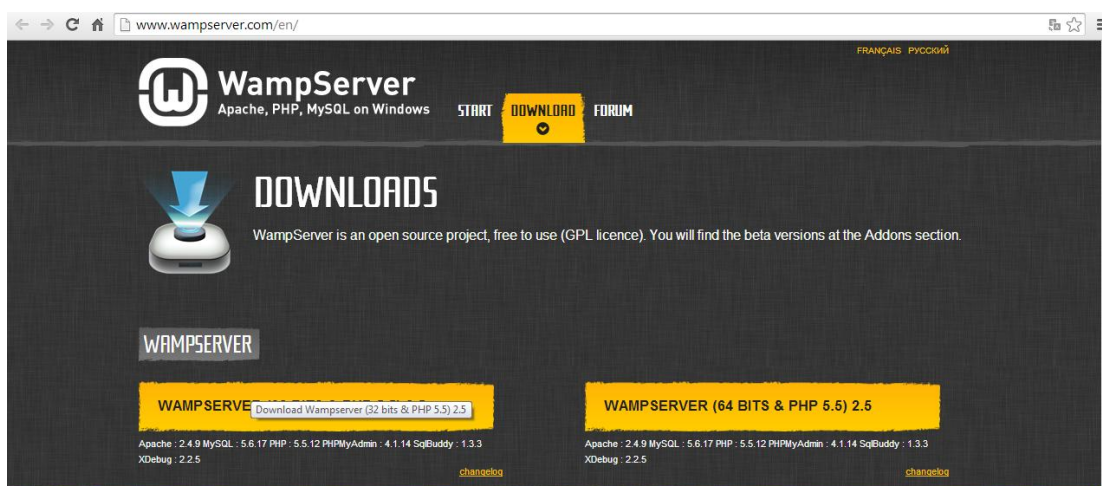 www.wampserver.com/en/
FRANÇAIS РУССКИЙ
WampServer
Apache, PHP, MySQL on Windows
START DOWNLOAD FORUM
DOWNLOADS
WampServer is an open source project, free to use (GPL licence). You will find the beta versions at the Addons section.
WAMPSERVER
WAMPSERVE
Download Wampserver (32 bits & PHP 5.5) 2.5
Apache : 2.4.9 MySQL : 5.6.17 PHP : 5.5.12 PHPMyAdmin : 4.1.14 SqlBuddy : 1.3.3
XDebug : 2.2.5
changelog
WAMPSERVER (64 BITS & PHP 5.5) 2.5
Apache : 2.4.9 MySQL : 5.6.17 PHP : 5.5.12 PHPMyAdmin : 4.1.14 SqlBuddy : 1.3.3
XDebug : 2.2.5
changelog